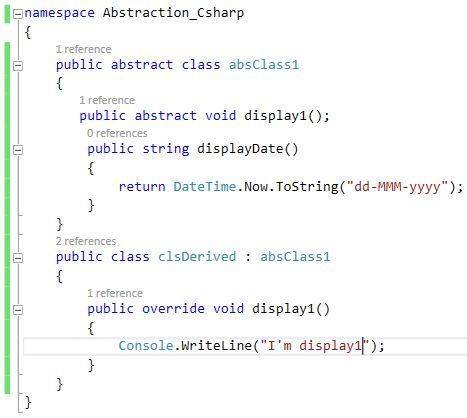 namespace Abstraction_Csharp
{
1 reference
public abstract class absClass1
{
1 reference
public abstract void display1();
0 references
public string displayDate()
{
return DateTime.Now.ToString("dd-MMM-yyyy");
}
}
2 references
public class clsDerived : absClass1
{
1 reference
public override void display1()
{
Console.WriteLine("I'm display1");
}
}
}